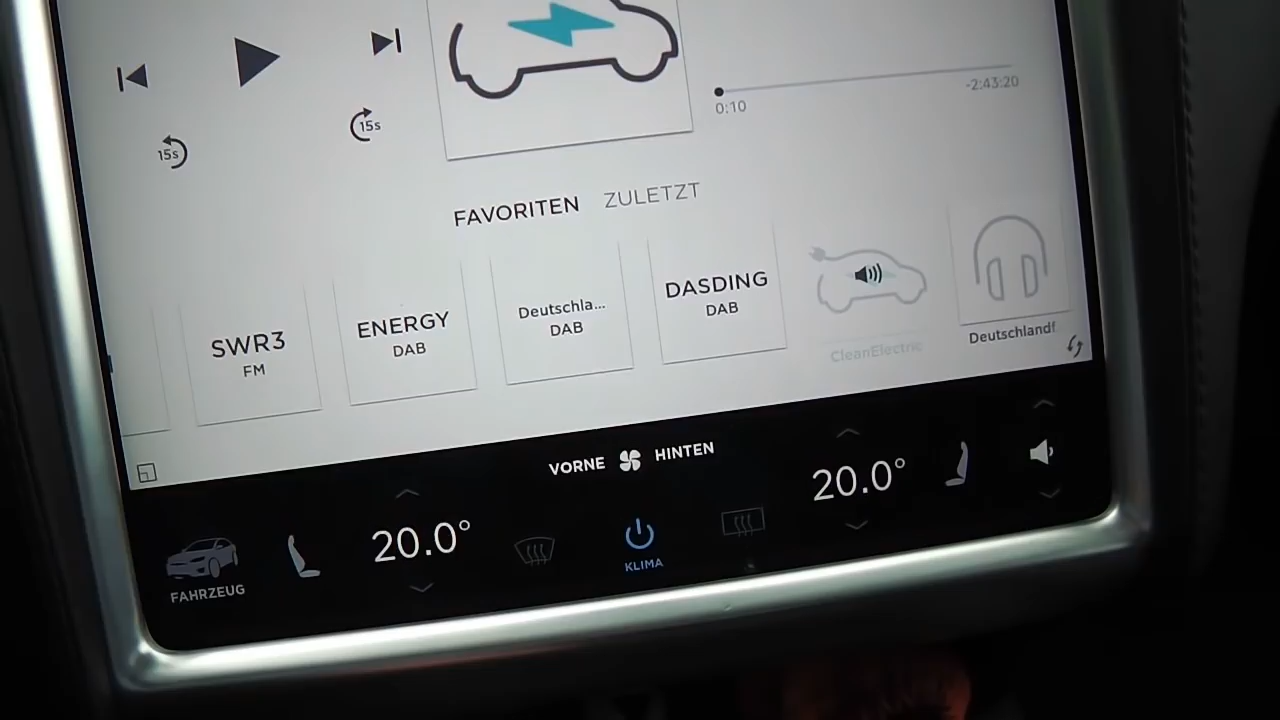 15s
15s
0:10
-2:43:20
FAVORITEN ZULETZT
SWR3
FM
ENERGY
DAB
Deutschla...
DAB
DASDING
DAB
CleanElectric
Deutschlandf
VORNE HINTEN
20.0°
20.0°
FAHRZEUG
KLIMA